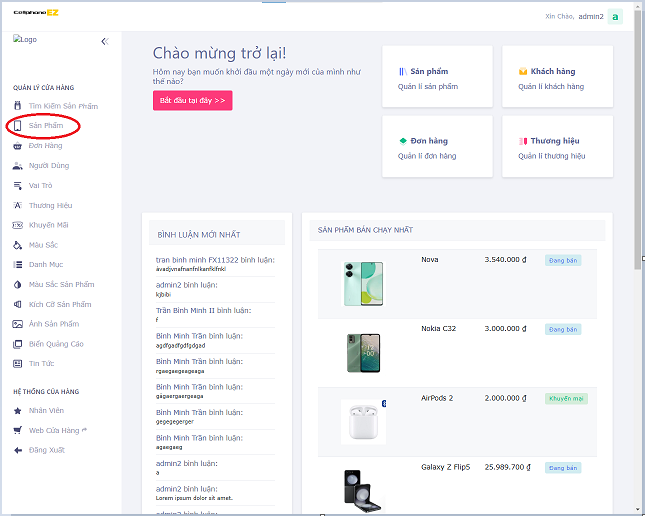 CellphoneEZ
Xin Chào, admin2 a
Logo
QUẢN LÝ CỬA HÀNG
Tìm Kiếm Sản Phẩm
Sản Phẩm
Đơn Hàng
Người Dùng
Vai Trò
Thương Hiệu
Khuyến Mãi
Màu Sắc
Danh Mục
Màu Sắc Sản Phẩm
Kích Cỡ Sản Phẩm
Ảnh Sản Phẩm
Biển Quảng Cáo
Tin Tức
HỆ THỐNG CỬA HÀNG
Nhân Viên
Web Cửa Hàng
Đăng Xuất
Chào mừng trở lại!
Hôm nay bạn muốn khởi đầu một ngày mới của mình như
thế nào?
Bắt đầu tại đây >>
Sản phẩm
Quản lí sản phẩm
Khách hàng
Quản lí khách hàng
Đơn hàng
Quản lí đơn hàng
Thương hiệu
Quản lí thương hiệu
BÌNH LUẬN MỚI NHẤT
tran binh minh FX11322 bình luận:
admin2 bình luận:
kjbibi
Trần Bình Minh II bình luận:
f
Bình Minh Trần bình luận:
agdfgadfgdfgdgad
Bình Minh Trần bình luận:
rgaegaegeageaga
Bình Minh Trần bình luận:
gagaergaergeaga
Bình Minh Trần bình luận:
gegegegerger
Bình Minh Trần bình luận:
agaegaeg
admin2 bình luận:
a
admin2 bình luận:
Lorem ipsum dolor sit amet.
admin2 bình luận:
SẢN PHẨM BÁN CHẠY NHẤT
Nova 3.540.000 ₫ Đang bán
Nokia C32 3.000.000 ₫ Đang bán
AirPods 2 2.000.000 ₫ Khuyến mại
Galaxy Z Flip5 25.989.700 ₫ Đang bán